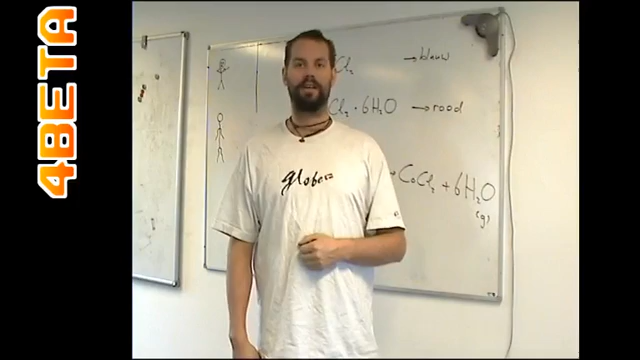 4BETA
Cl₂ → blauw
Cl₂ · 6H₂O → rood
→ CoCl₂ + 6H₂O
(g)
globe